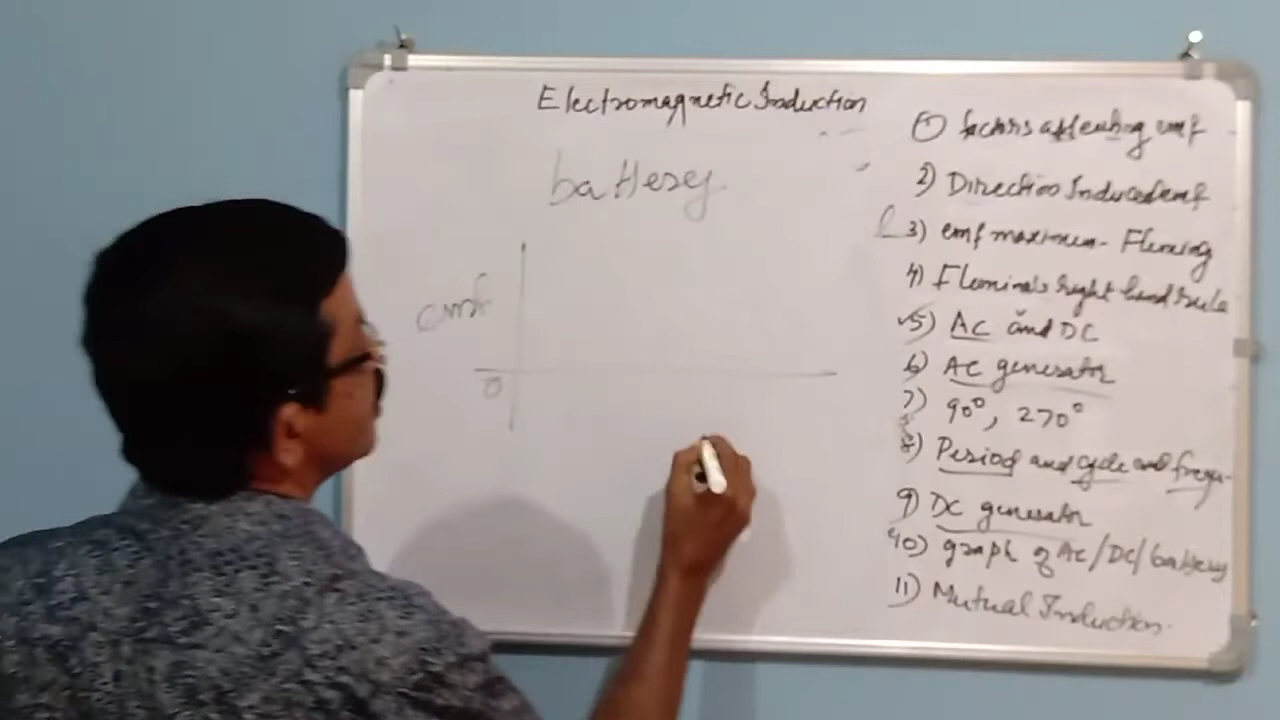 Electromagnetic Induction
battery
emf
0
1) factors affecting emf
2) Direction Induced emf
3) emf maximum - Fleming
4) Fleming's right hand rule
5) AC and DC
6) AC generator
7) 90°, 270°
8) Period and cycle and frequ-
9) DC generator
10) graph of AC/DC/battery
11) Mutual Induction.